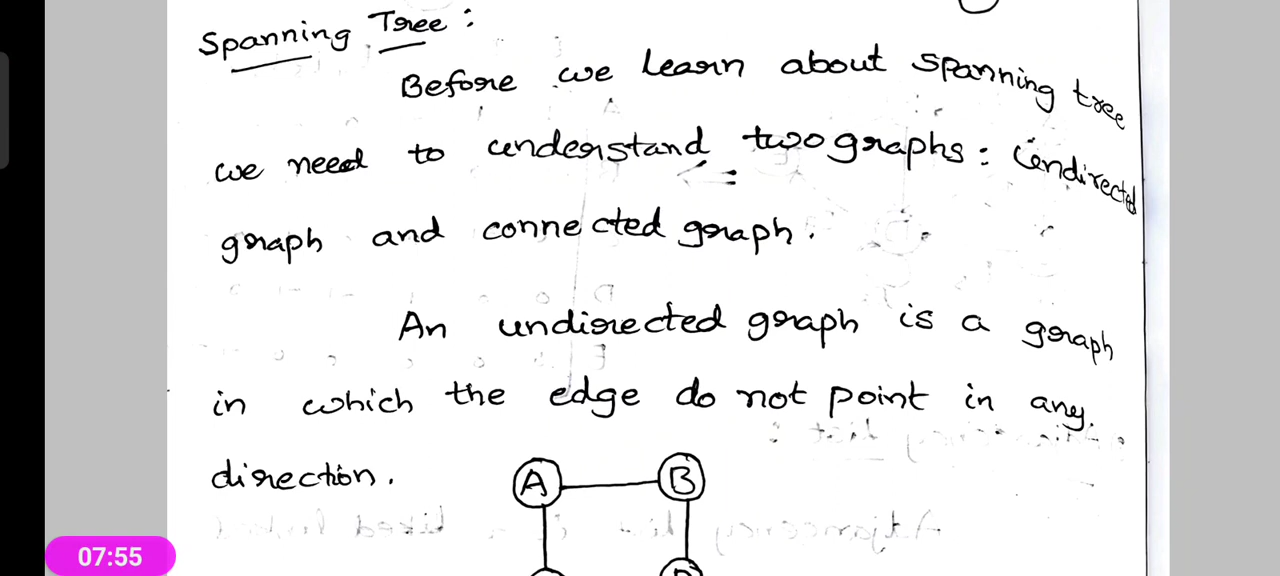 Spanning Tree :
Before we learn about spanning tree
we need to understand two graphs : Undirected
graph and connected graph.
An undirected graph is a graph
in which the edge do not point in any
direction.
A B
07:55